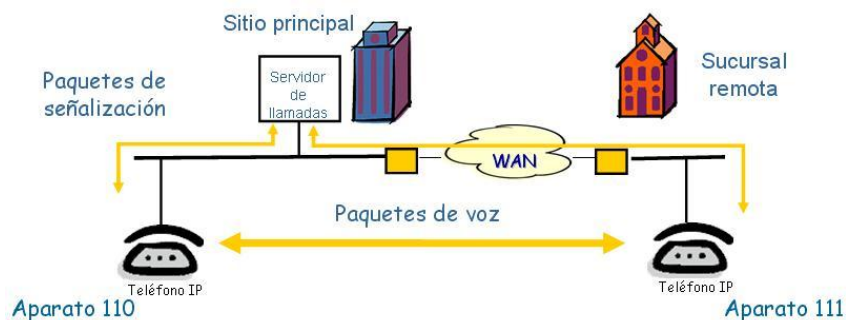 Sitio principal
Servidor
de
llamadas
Paquetes de
señalización
Sucursal
remota
WAN
Paquetes de voz
Teléfono IP
Teléfono IP
Aparato 110
Aparato 111